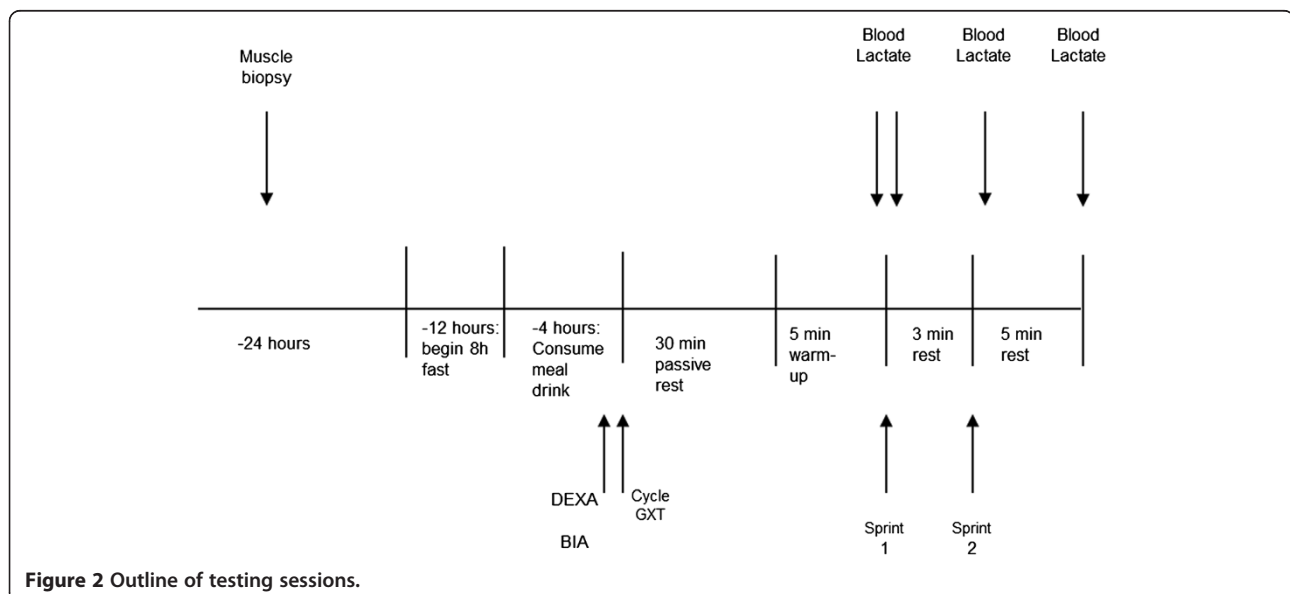 Muscle
biopsy
Blood
Lactate
Blood
Lactate
Blood
Lactate
-24 hours
-12 hours:
begin 8h
fast
-4 hours:
Consume
meal
drink
30 min
passive
rest
5 min
warm-
up
3 min
rest
5 min
rest
DEXA
BIA
Cycle
GXT
Sprint
1
Sprint
2
Figure 2 Outline of testing sessions.